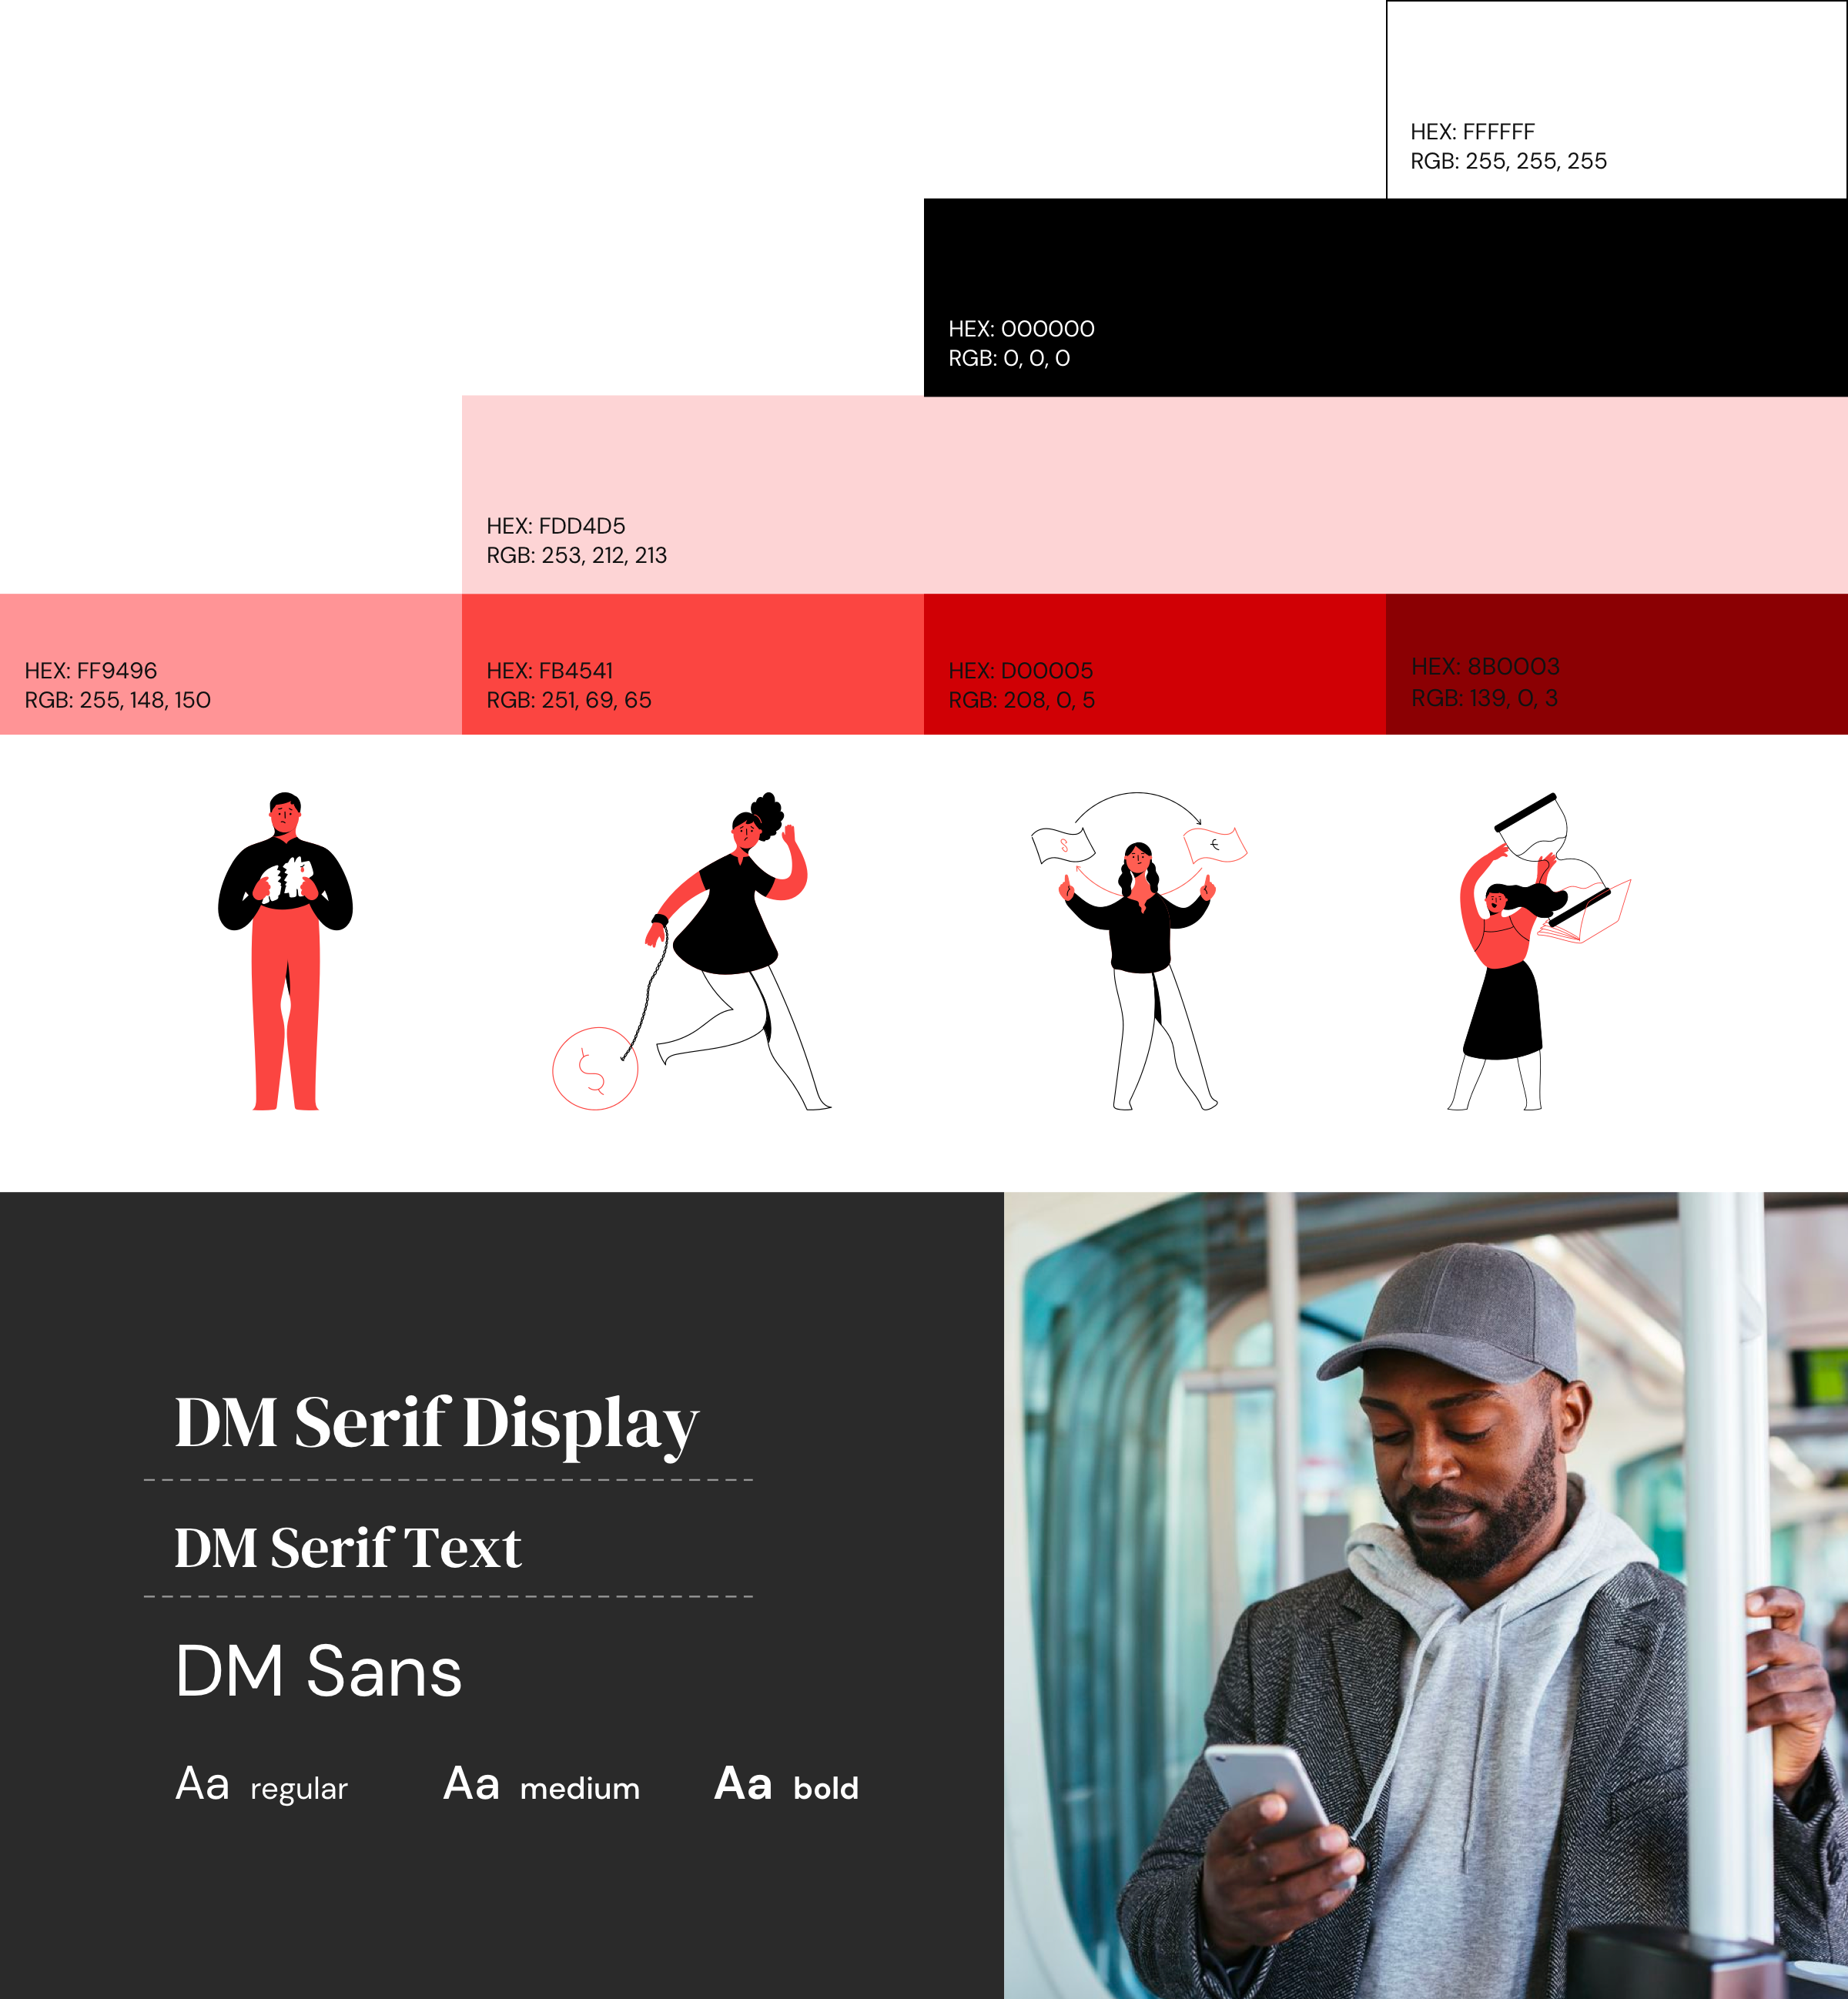 HEX: FFFFFF
RGB: 255, 255, 255
HEX: 000000
RGB: 0, 0, 0
HEX: FDD4D5
RGB: 253, 212, 213
HEX: FF9496
RGB: 255, 148, 150
HEX: FB4541
RGB: 251, 69, 65
HEX: D00005
RGB: 208, 0, 5
HEX: 8B0003
RGB: 139, 0, 3
$
€
$
DM Serif Display
DM Serif Text
DM Sans
Aa regular
Aa medium
Aa bold